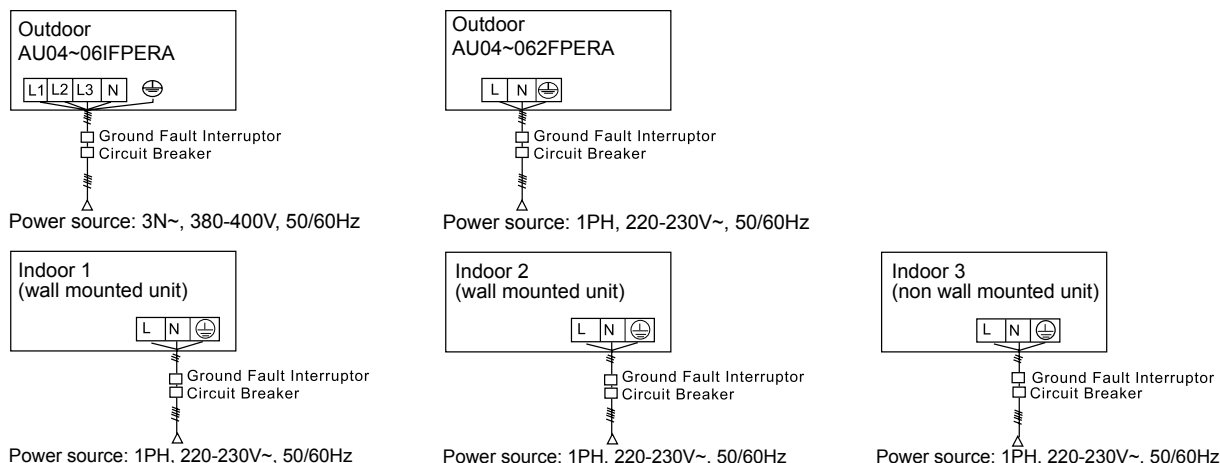 Outdoor
AU04~06IFPERA
L1 L2 L3 N
Ground Fault Interruptor
Circuit Breaker
Power source: 3N~, 380-400V, 50/60Hz
Outdoor
AU04~062FPERA
L N
Ground Fault Interruptor
Circuit Breaker
Power source: 1PH, 220-230V~, 50/60Hz
Indoor 1
(wall mounted unit)
L N
Ground Fault Interruptor
Circuit Breaker
Power source: 1PH, 220-230V~, 50/60Hz
Indoor 2
(wall mounted unit)
L N
Ground Fault Interruptor
Circuit Breaker
Power source: 1PH, 220-230V~, 50/60Hz
Indoor 3
(non wall mounted unit)
L N
Ground Fault Interruptor
Circuit Breaker
Power source: 1PH, 220-230V~, 50/60Hz